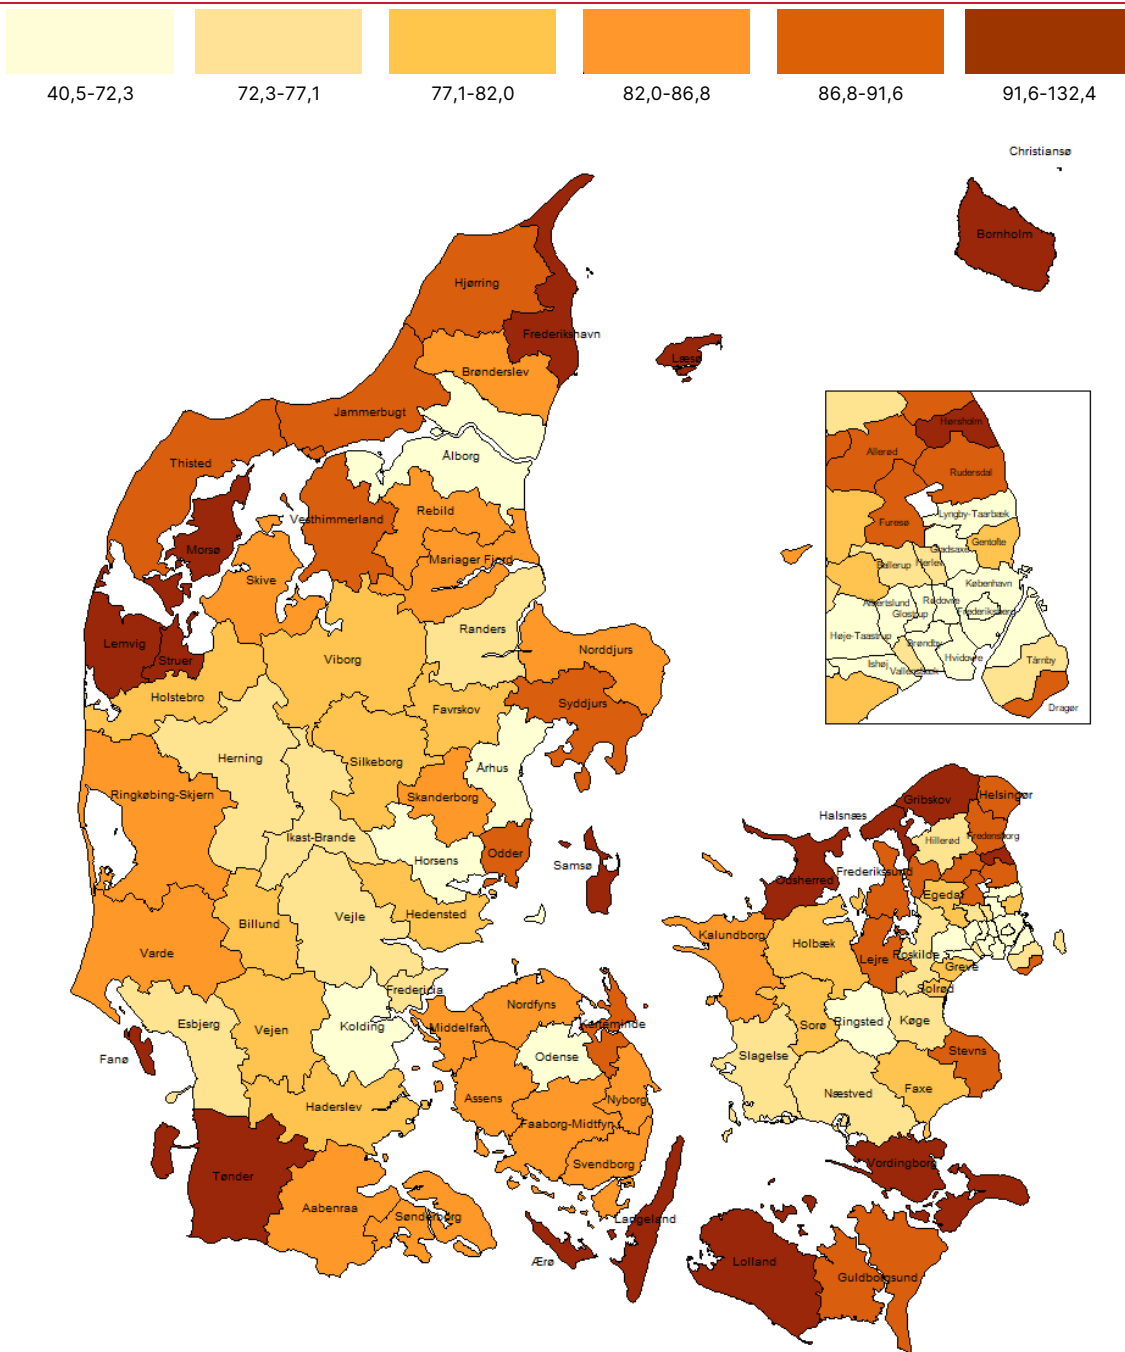 40,5-72,3 72,3-77,1 77,1-82,0 82,0-86,8 86,8-91,6 91,6-132,4
Christiansø
Bornholm
Hjørring
Frederikshavn
Læsø
Brønderslev
Jammerbugt
Hørsholm
Allerød
Ålborg
Thisted
Rudersdal
Rebild
Lyngby-Taarbæk
Vesthimmerland
Furesø
Gentofte
Morsø
Gladsaxe
Mariager Fjord
Ballerup Herlev
Skive
København
Albertslund Rødovre
Glostrup Frederiksberg
Randers
Høje-Taastrup
Lemvig
Brøndby
Norddjurs
Viborg
Hvidovre
Struer
Ishøj
Tårnby
Vallensbæk
Holstebro
Syddjurs
Favrskov
Dragør
Herning
Silkeborg
Århus
Ringkøbing-Skjern
Skanderborg
Gribskov
Helsingør
Halsnæs
Ikast-Brande
Fredensborg
Hillerød
Odder
Horsens
Samsø
Frederikssund
Odsherred
Egedal
Hedensted
Vejle
Billund
Kalundborg
Holbæk
Varde
Roskilde
Lejre
Greve
Fredericia
Solrød
Nordfyns
Køge
Ringsted
Esbjerg
Kolding
Middelfart
Kerteminde
Sorø
Vejen
Stevns
Odense
Slagelse
Fanø
Faxe
Næstved
Assens
Nyborg
Haderslev
Faaborg-Midtfyn
Vordingborg
Svendborg
Tønder
Aabenraa
Sønderborg
Langeland
Ærø
Lolland
Guldborgsund